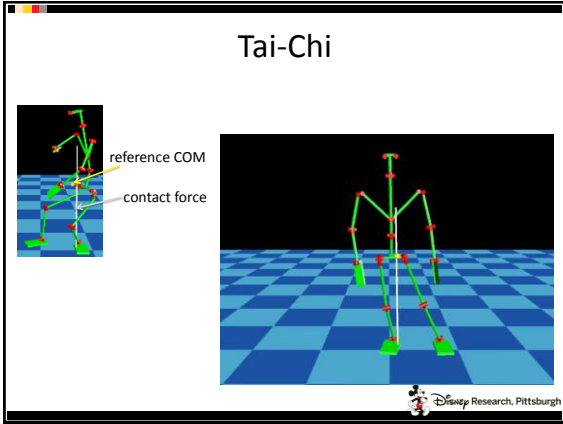 Tai-Chi
reference COM
contact force
Disney Research, Pittsburgh